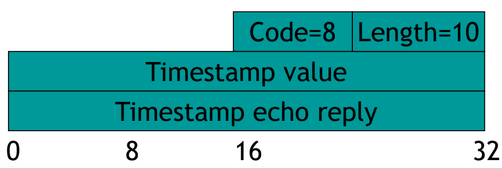 Code=8 Length=10
Timestamp value
Timestamp echo reply
0 8 16 32